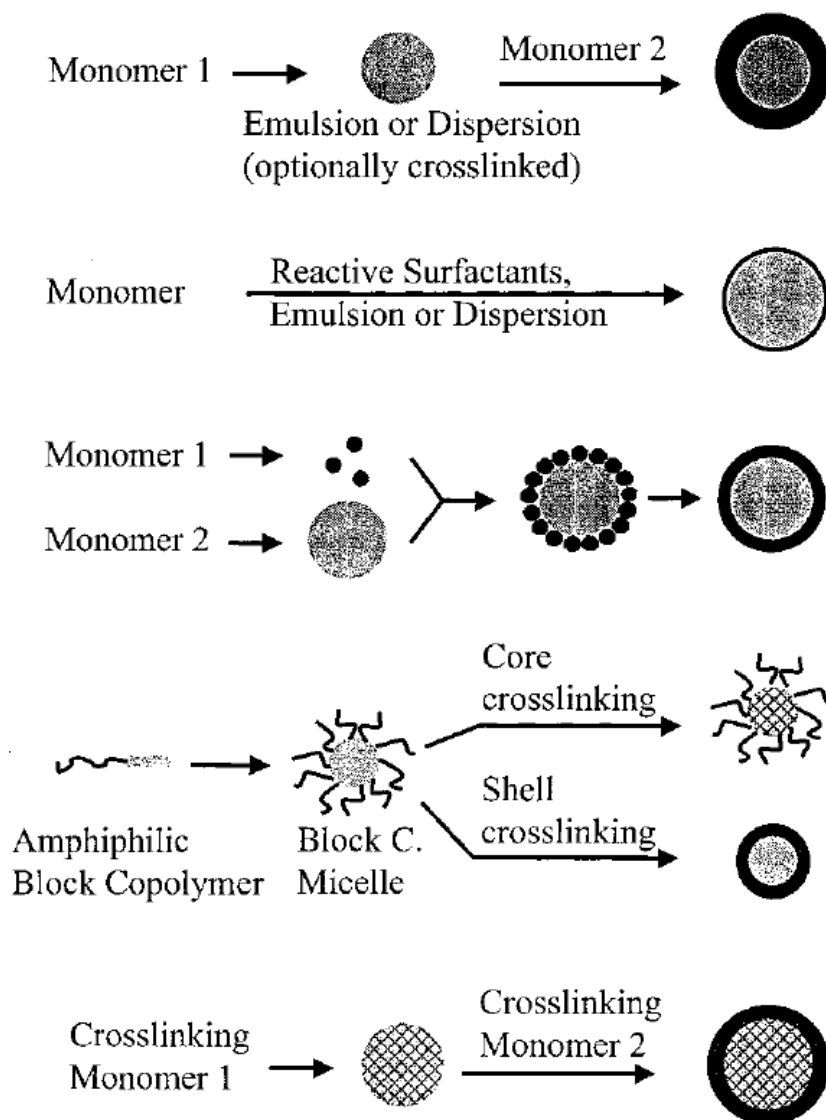 Monomer 1
Monomer 2
Emulsion or Dispersion
(optionally crosslinked)
Monomer
Reactive Surfactants,
Emulsion or Dispersion
Monomer 1
Monomer 2
Core
crosslinking
Shell
crosslinking
Amphiphilic
Block Copolymer
Block C.
Micelle
Crosslinking
Monomer 1
Crosslinking
Monomer 2